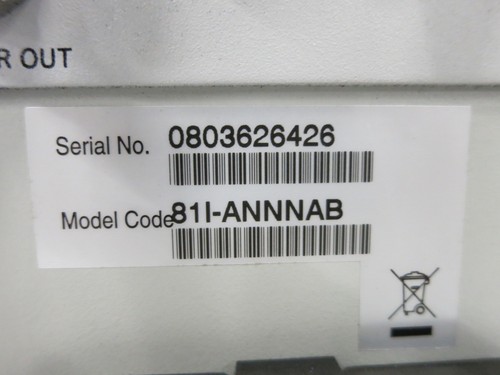 R OUT
Serial No. 0803626426
Model Code 81I-ANNNAB